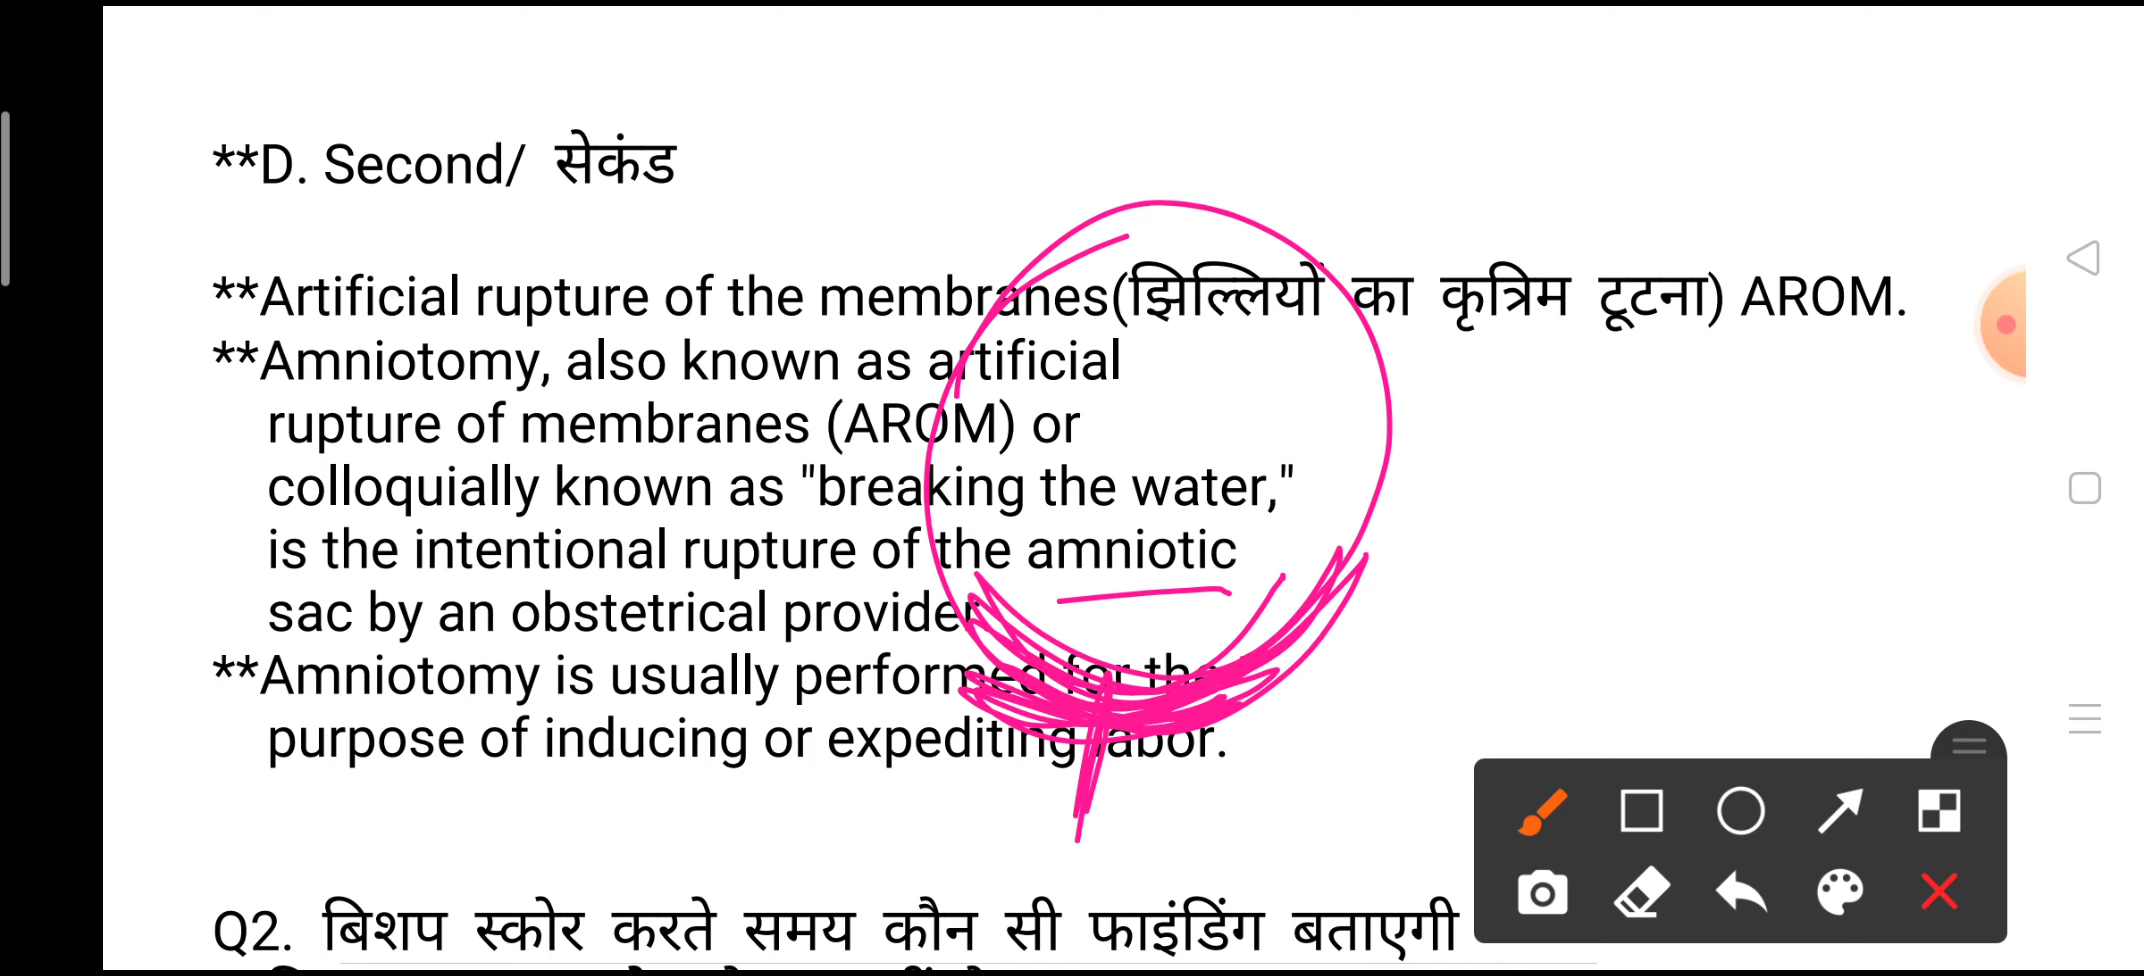 **D. Second/ सेकंड
**Artificial rupture of the membranes(झिल्लियों का कृत्रिम टूटना) AROM.
**Amniotomy, also known as artificial
rupture of membranes (AROM) or
colloquially known as "breaking the water,"
is the intentional rupture of the amniotic
sac by an obstetrical provider
**Amniotomy is usually performed for the
purpose of inducing or expediting labor.
Q2. बिशप स्कोर करते समय कौन सी फाइंडिंग बताएगी